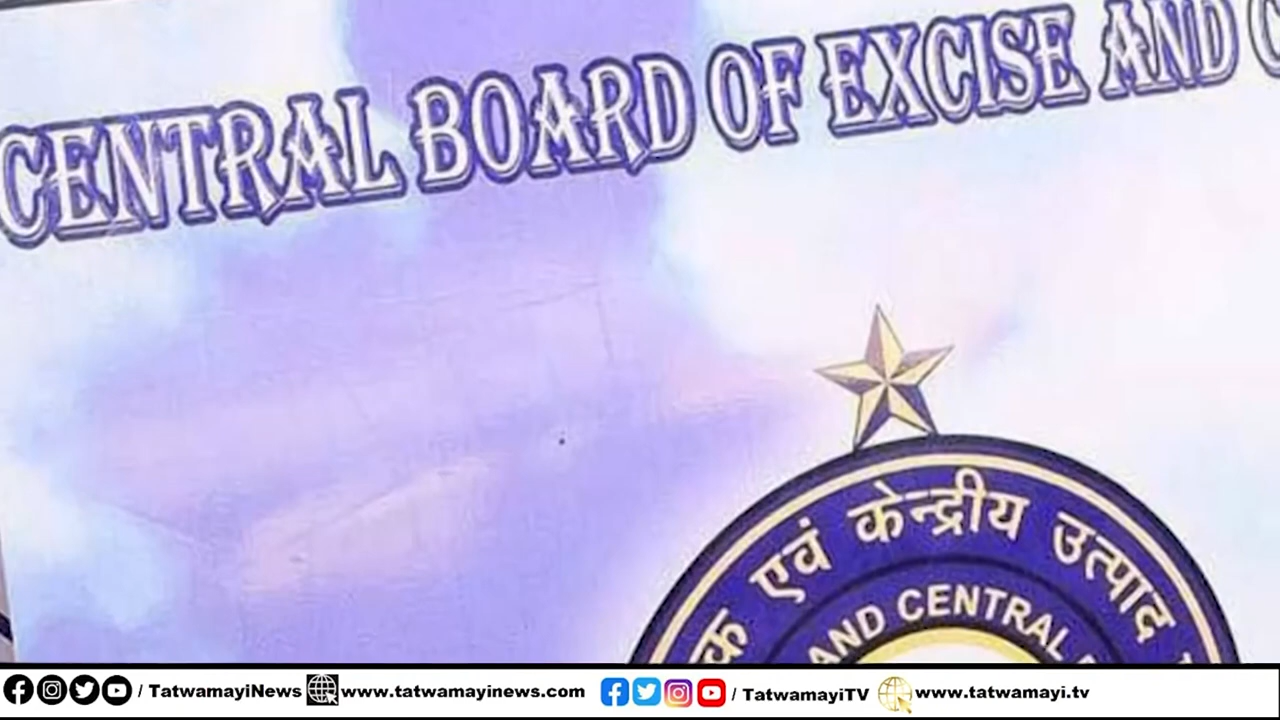 CENTRAL BOARD OF EXCISE AND
एवं केन्द्रीय उत्पाद
AND CENTRAL
/ TatwamayiNews www.tatwamayinews.com / TatwamayiTV www.tatwamayi.tv